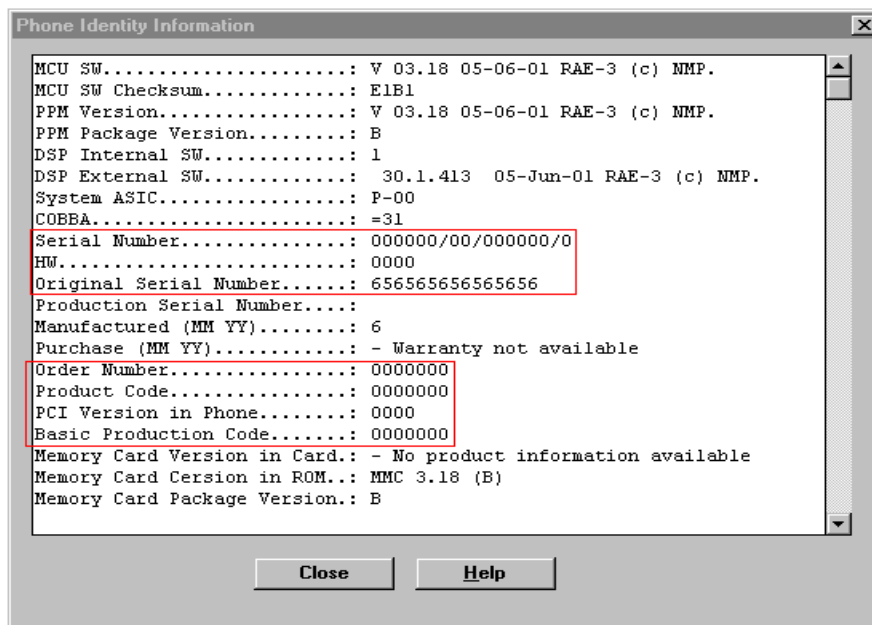 Phone Identity Information
MCU SW......................: V 03.18 05-06-01 RAE-3 (c) NMP.
MCU SW Checksum.............: E1B1
PPM Version.................: V 03.18 05-06-01 RAE-3 (c) NMP.
PPM Package Version.........: B
DSP Internal SW.............: 1
DSP External SW.............:  30.1.413  05-Jun-01 RAE-3 (c) NMP.
System ASIC.................: P-00
COBBA.......................: =31
Serial Number...............: 000000/00/000000/0
HW..........................: 0000
Original Serial Number......: 656565656565656
Production Serial Number....:
Manufactured (MM YY)........: 6
Purchase (MM YY)............: - Warranty not available
Order Number................: 0000000
Product Code................: 0000000
PCI Version in Phone........: 0000
Basic Production Code.......: 0000000
Memory Card Version in Card.: - No product information available
Memory Card Cersion in ROM..: MMC 3.18 (B)
Memory Card Package Version.: B
Close
Help